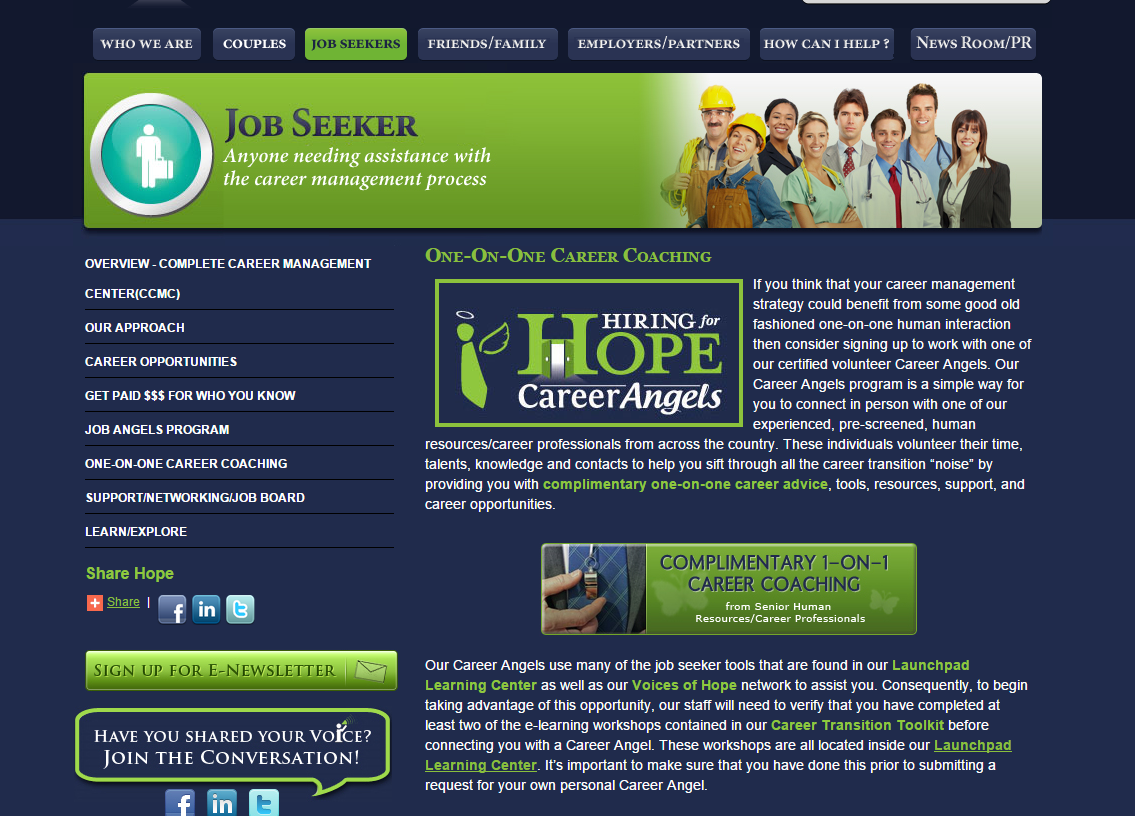 WHO WE ARE
COUPLES
JOB SEEKERS
FRIENDS/FAMILY
EMPLOYERS/PARTNERS
HOW CAN I HELP ?
NEWS ROOM/PR
JOB SEEKER
Anyone needing assistance with
the career management process
OVERVIEW - COMPLETE CAREER MANAGEMENT
CENTER(CCMC)
OUR APPROACH
CAREER OPPORTUNITIES
GET PAID $$$ FOR WHO YOU KNOW
JOB ANGELS PROGRAM
ONE-ON-ONE CAREER COACHING
SUPPORT/NETWORKING/JOB BOARD
LEARN/EXPLORE
Share Hope
Share |
f
in
t
SIGN UP FOR E-NEWSLETTER
HAVE YOU SHARED YOUR VOICE?
JOIN THE CONVERSATION!
f
in
t
ONE-ON-ONE CAREER COACHING
HIRING for
HOPE
Career Angels
If you think that your career management
strategy could benefit from some good old
fashioned one-on-one human interaction
then consider signing up to work with one of
our certified volunteer Career Angels. Our
Career Angels program is a simple way for
you to connect in person with one of our
experienced, pre-screened, human
resources/career professionals from across the country. These individuals volunteer their time,
talents, knowledge and contacts to help you sift through all the career transition “noise” by
providing you with complimentary one-on-one career advice, tools, resources, support, and
career opportunities.
COMPLIMENTARY 1-ON-1
CAREER COACHING
from Senior Human
Resources/Career Professionals
Our Career Angels use many of the job seeker tools that are found in our Launchpad
Learning Center as well as our Voices of Hope network to assist you. Consequently, to begin
taking advantage of this opportunity, our staff will need to verify that you have completed at
least two of the e-learning workshops contained in our Career Transition Toolkit before
connecting you with a Career Angel. These workshops are all located inside our Launchpad
Learning Center. It’s important to make sure that you have done this prior to submitting a
request for your own personal Career Angel.